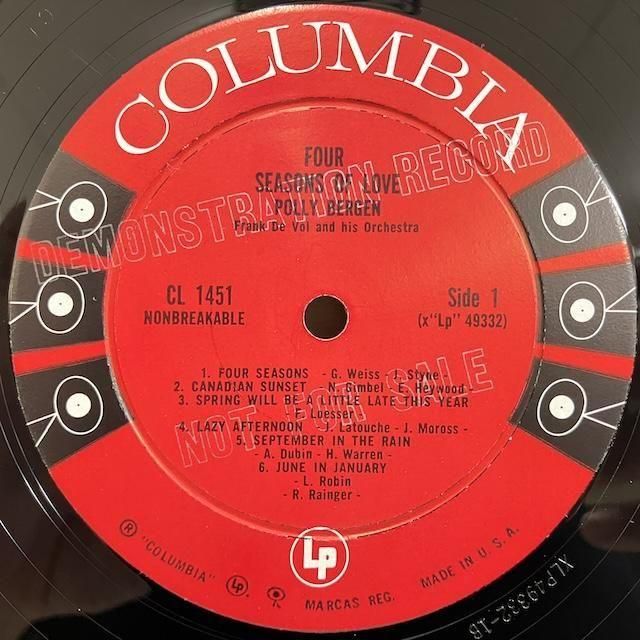 COLUMBIA
FOUR
SEASONS OF LOVE
POLLY BERGEN
Frank De Vol and his Orchestra
DEMONSTRATION RECORD
CL 1451
NONBREAKABLE
Side 1
(x"Lp" 49332)
1. FOUR SEASONS - G. Weiss - J. Styne -
2. CANADIAN SUNSET - N. Gimbel - E. Heywood -
3. SPRING WILL BE A LITTLE LATE THIS YEAR
- F. Loesser -
4. LAZY AFTERNOON - J. Latouche - J. Moross -
5. SEPTEMBER IN THE RAIN
- A. Dubin - H. Warren -
6. JUNE IN JANUARY
- L. Robin
- R. Rainger -
NOT FOR SALE
Lp
® "COLUMBIA" Lp MARCAS REG. MADE IN U. S. A.
XLP49332-1B